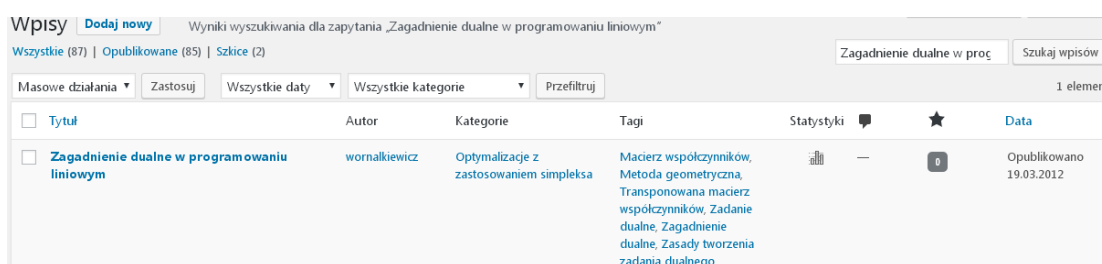 Wpisy Dodaj nowy Wyniki wyszukiwania dla zapytania „Zagadnienie dualne w programowaniu liniowym”
Wszystkie (87) | Opublikowane (85) | Szkice (2)
Zagadnienie dualne w prog Szukaj wpisów
Masowe działania Zastosuj Wszystkie daty Wszystkie kategorie Przefiltruj 1 elemen
Tytuł Autor Kategorie Tagi Statystyki Data
Zagadnienie dualne w programowaniu wornalkiewicz Optymalizacje z Macierz współczynników, — 0 Opublikowano
liniowym zastosowaniem simpleksa Metoda geometryczna, 19.03.2012
Transponowana macierz
współczynników, Zadanie
dualne, Zagadnienie
dualne, Zasady tworzenia
zadania dualnego